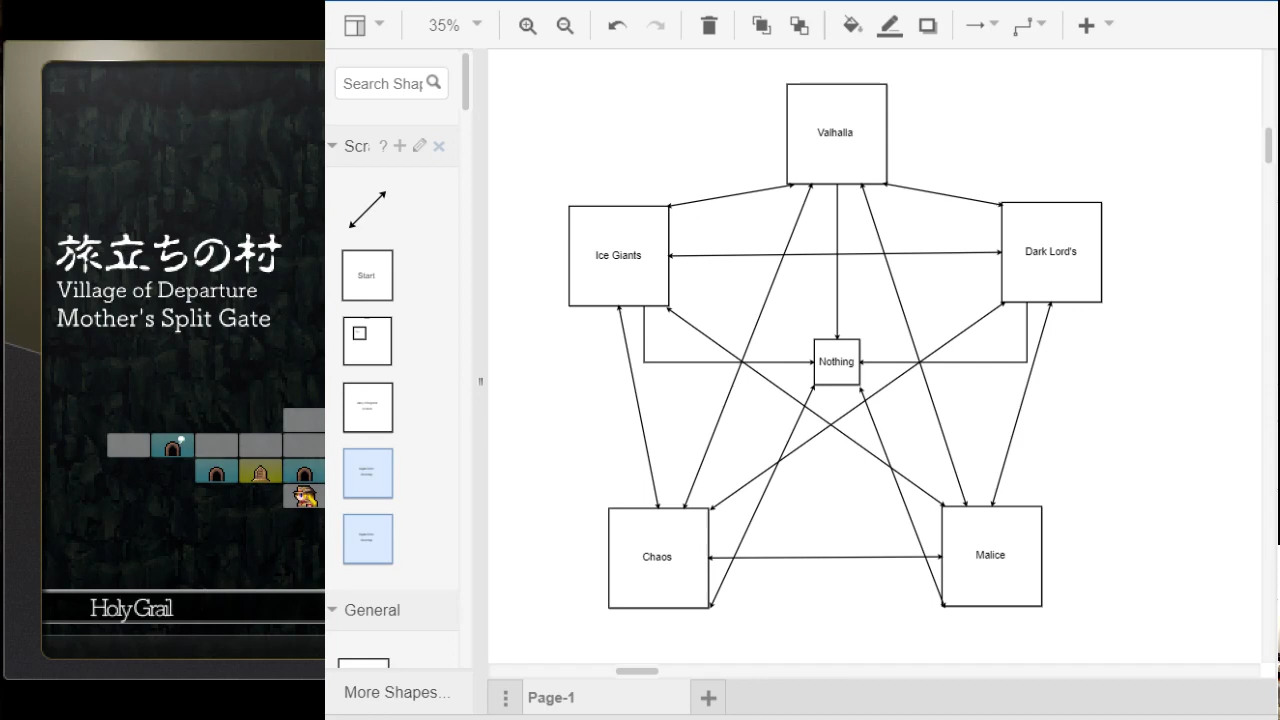 旅立ちの村
Village of Departure
Mother's Split Gate
Holy Grail
35%
Search Shap
Scr
?
Start
General
More Shapes...
Valhalla
Ice Giants
Dark Lord's
Nothing
Chaos
Malice
Page-1